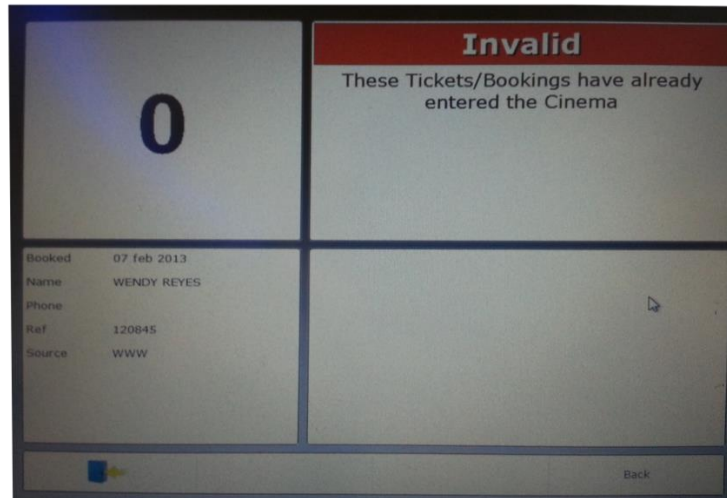 0
Invalid
These Tickets/Bookings have already
entered the Cinema
Booked 07 feb 2013
Name WENDY REYES
Phone
Ref 120845
Source WWW
Back